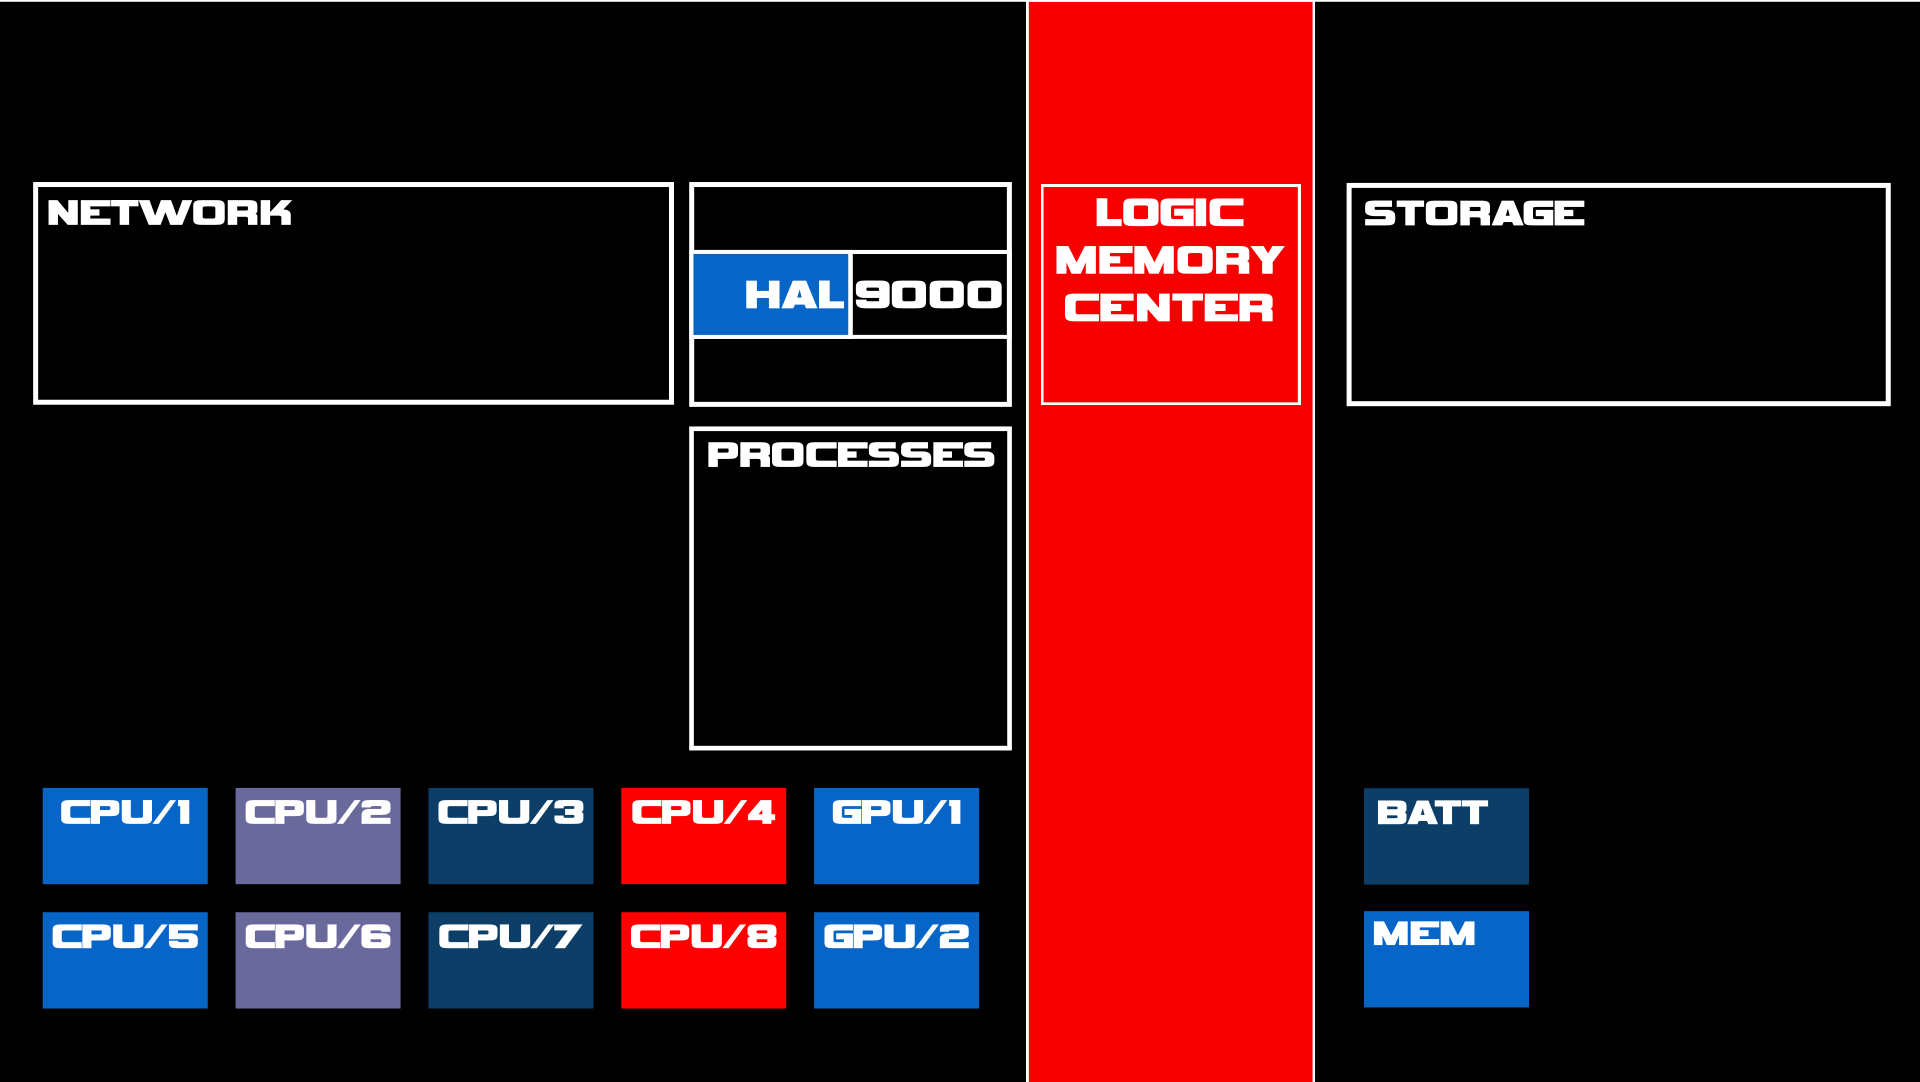 NETWORK
HAL 9000
LOGIC
MEMORY
CENTER
STORAGE
PROCESSES
CPU/1
CPU/2
CPU/3
CPU/4
GPU/1
BATT
CPU/5
CPU/6
CPU/7
CPU/8
GPU/2
MEM